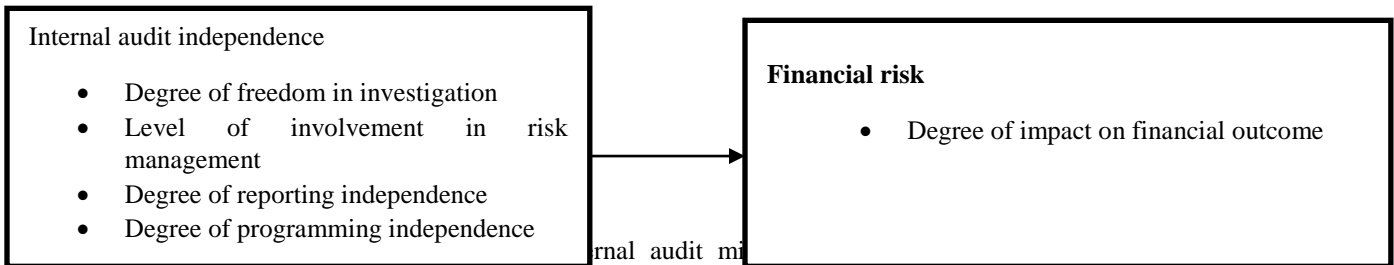 Internal audit independence
• Degree of freedom in investigation
• Level of involvement in risk
management
• Degree of reporting independence
• Degree of programming independence
Financial risk
• Degree of impact on financial outcome
audit